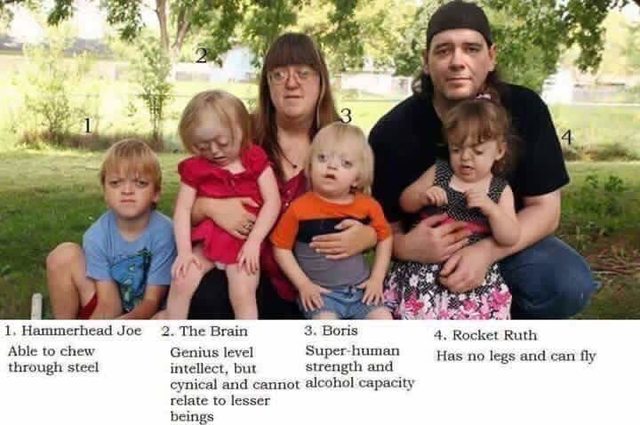 1
2
3
4
1. Hammerhead Joe
Able to chew
through steel
2. The Brain
Genius level
intellect, but
cynical and cannot
relate to lesser
beings
3. Boris
Super-human
strength and
alcohol capacity
4. Rocket Ruth
Has no legs and can fly